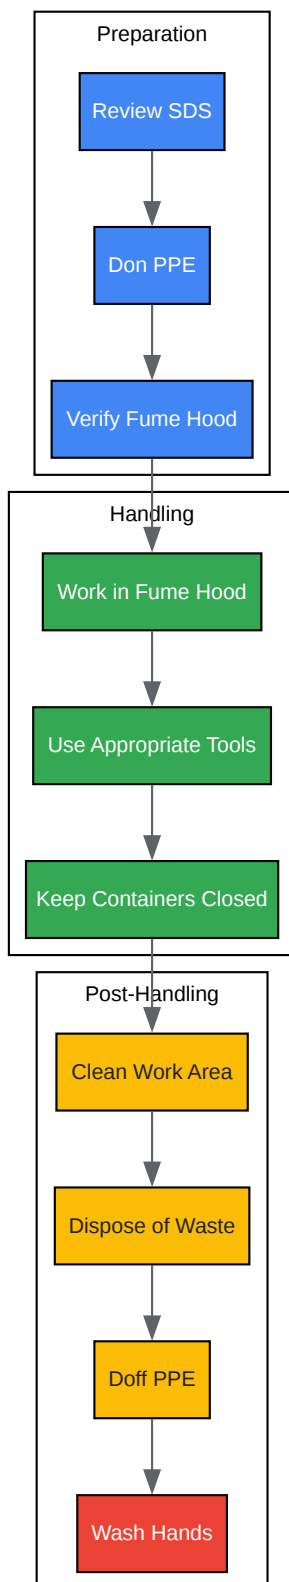 Preparation
Review SDS
Don PPE
Verify Fume Hood
Handling
Work in Fume Hood
Use Appropriate Tools
Keep Containers Closed
Post-Handling
Clean Work Area
Dispose of Waste
Doff PPE
Wash Hands